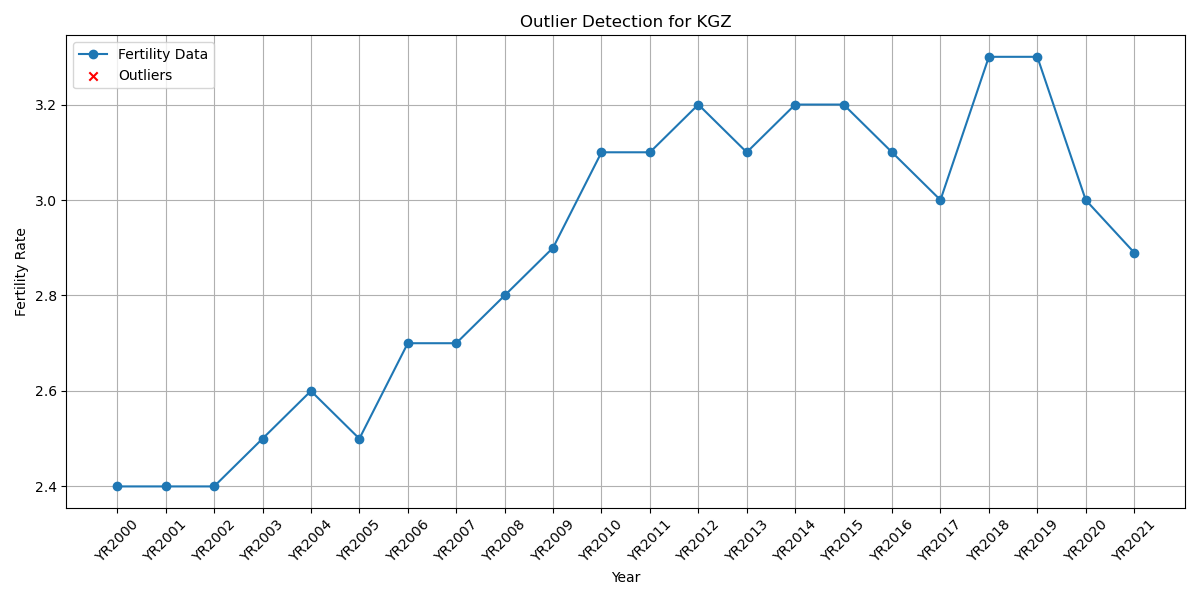 Outlier Detection for KGZ
Fertility Data
Outliers
Fertility Rate
3.2
3.0
2.8
2.6
2.4
YR2000
YR2001
YR2002
YR2003
YR2004
YR2005
YR2006
YR2007
YR2008
YR2009
YR2010
YR2011
YR2012
YR2013
YR2014
YR2015
YR2016
YR2017
YR2018
YR2019
YR2020
YR2021
Year